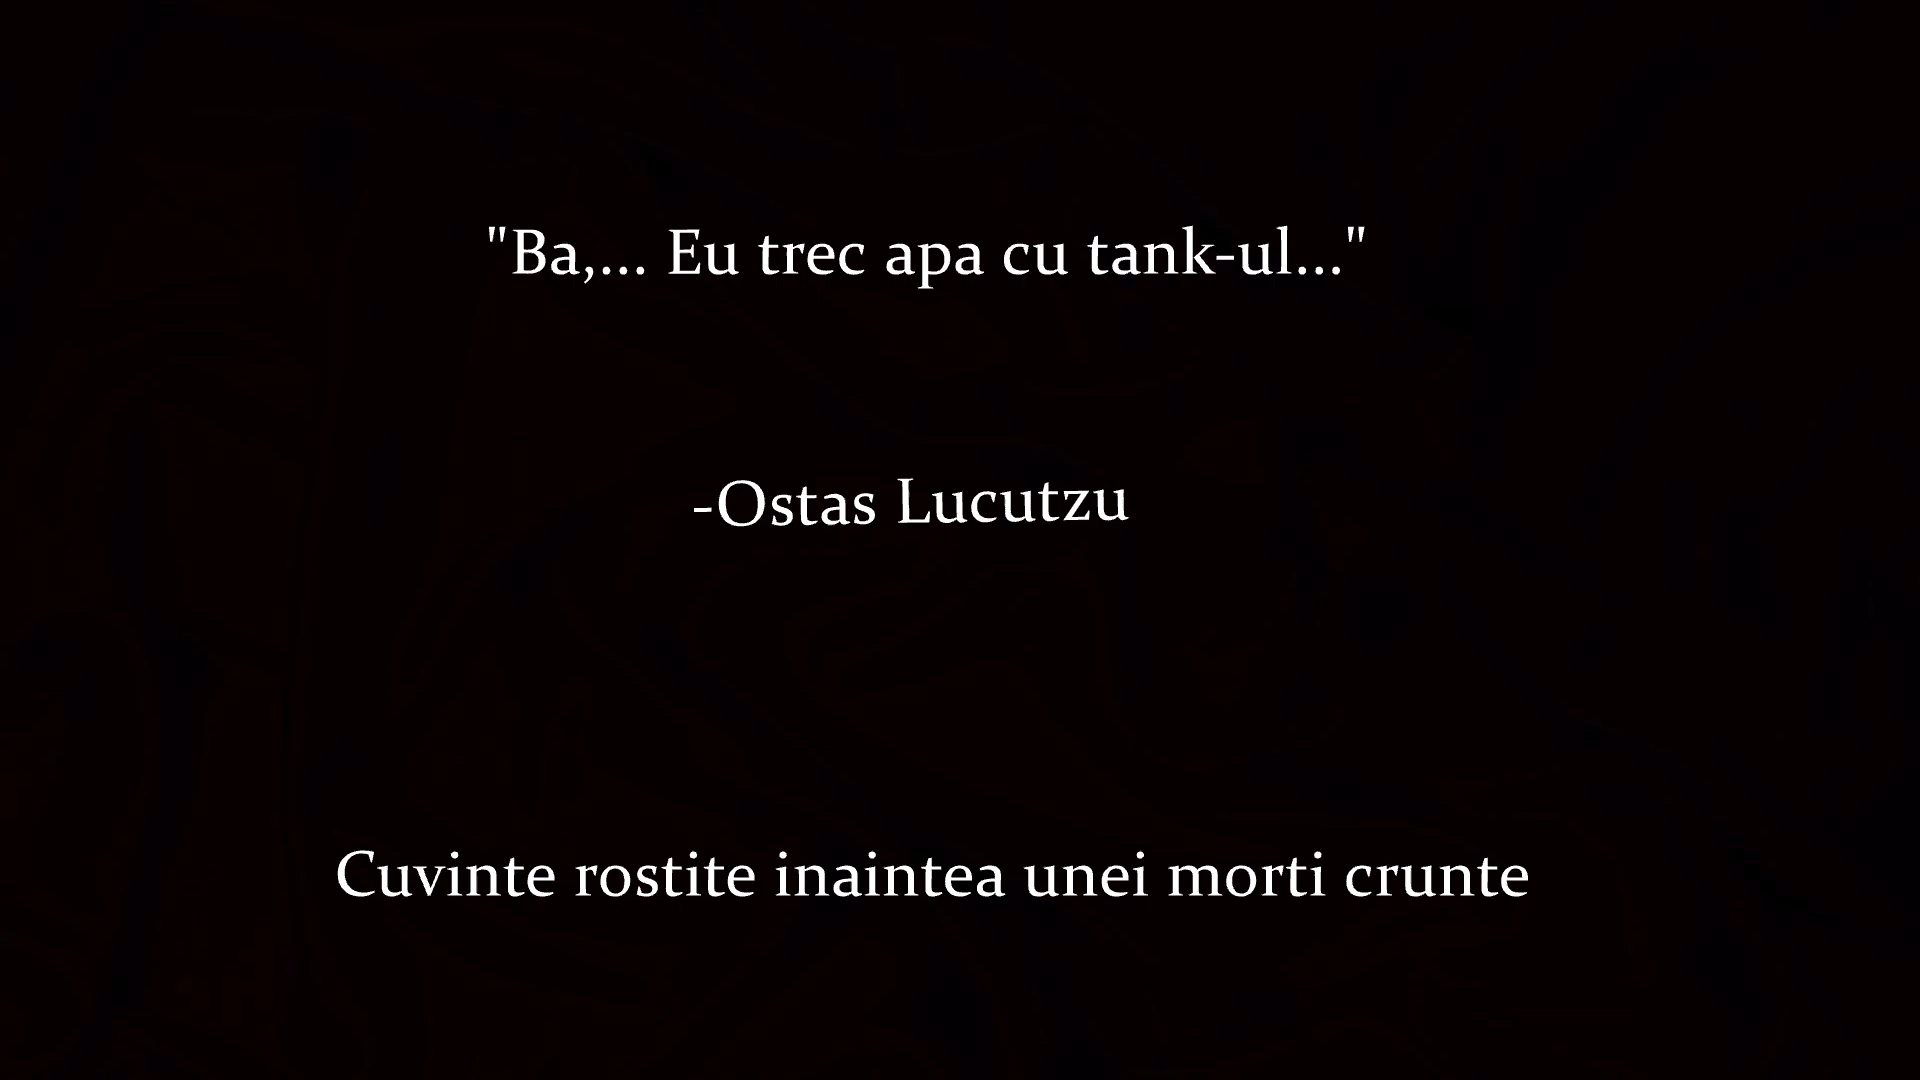 "Ba,... Eu trec apa cu tank-ul..."
-Ostas Lucutzu
Cuvinte rostite inaintea unei morti crunte